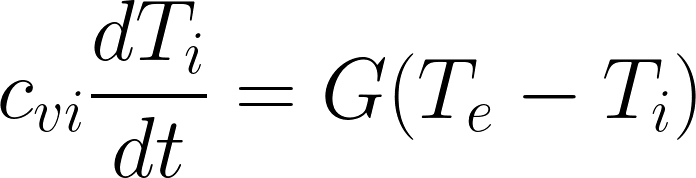 c_{vi} \frac{dT_i}{dt} = G(T_e - T_i)